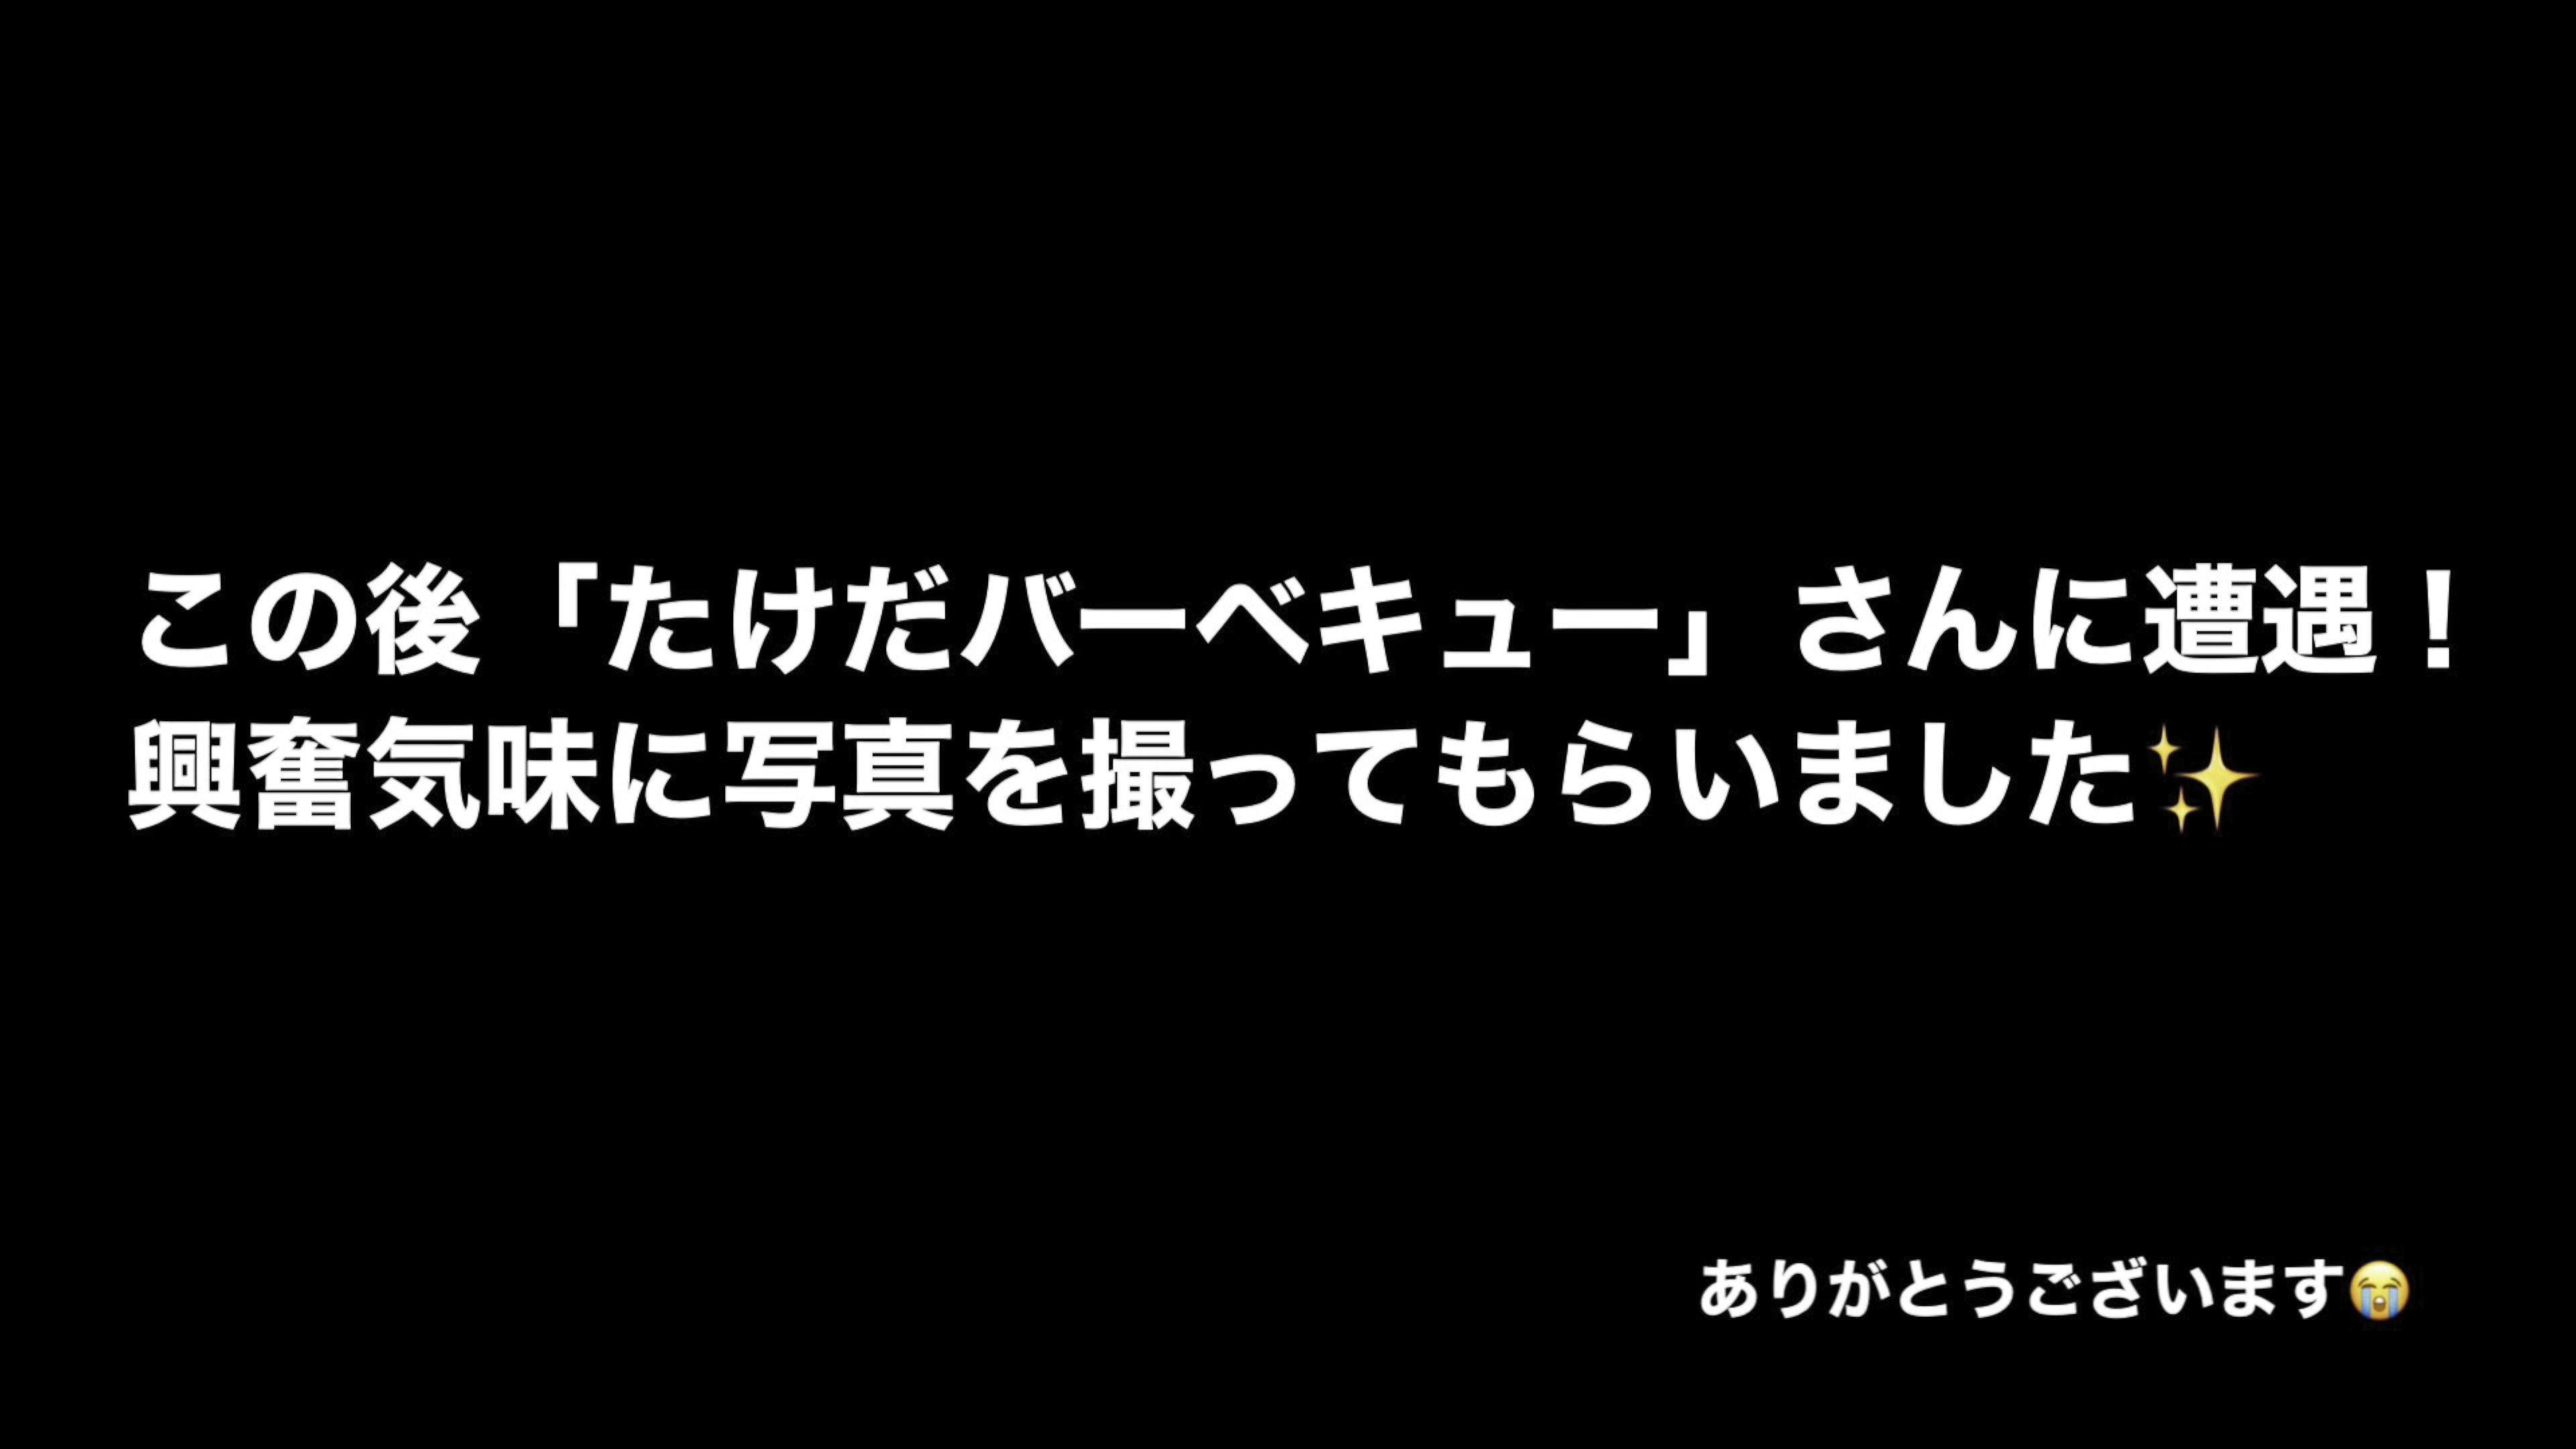 この後「たけだバーベキュー」さんに遭遇！
興奮気味に写真を撮ってもらいました✨
ありがとうございます😭